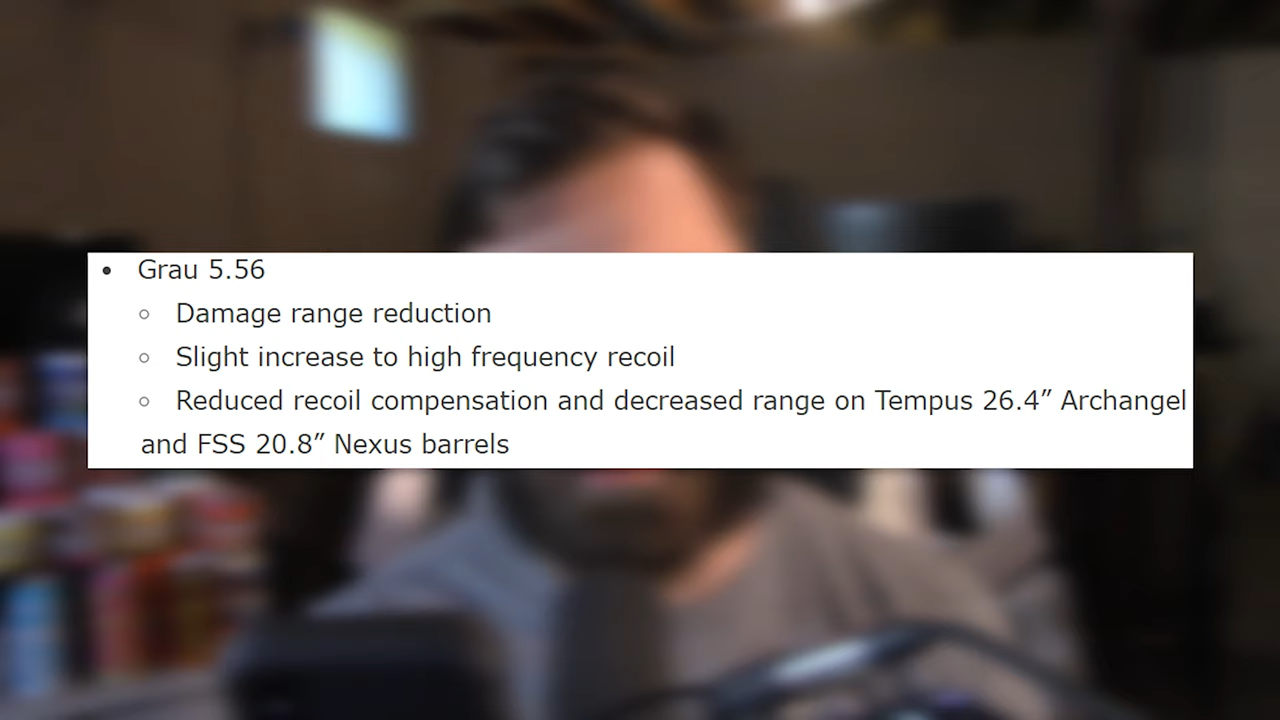 • Grau 5.56
○ Damage range reduction
○ Slight increase to high frequency recoil
○ Reduced recoil compensation and decreased range on Tempus 26.4” Archangel
and FSS 20.8” Nexus barrels